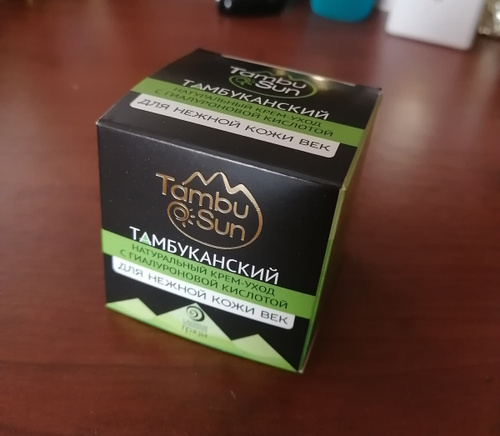 Tambu
Sun
ТАМБУКАНСКИЙ
НАТУРАЛЬНЫЙ КРЕМ-УХОД
С ГИАЛУРОНОВОЙ КИСЛОТОЙ
ДЛЯ НЕЖНОЙ КОЖИ ВЕК
Tambu
Sun
ТАМБУКАНСКИЙ
НАТУРАЛЬНЫЙ КРЕМ-УХОД
С ГИАЛУРОНОВОЙ КИСЛОТОЙ
ДЛЯ НЕЖНОЙ КОЖИ ВЕК